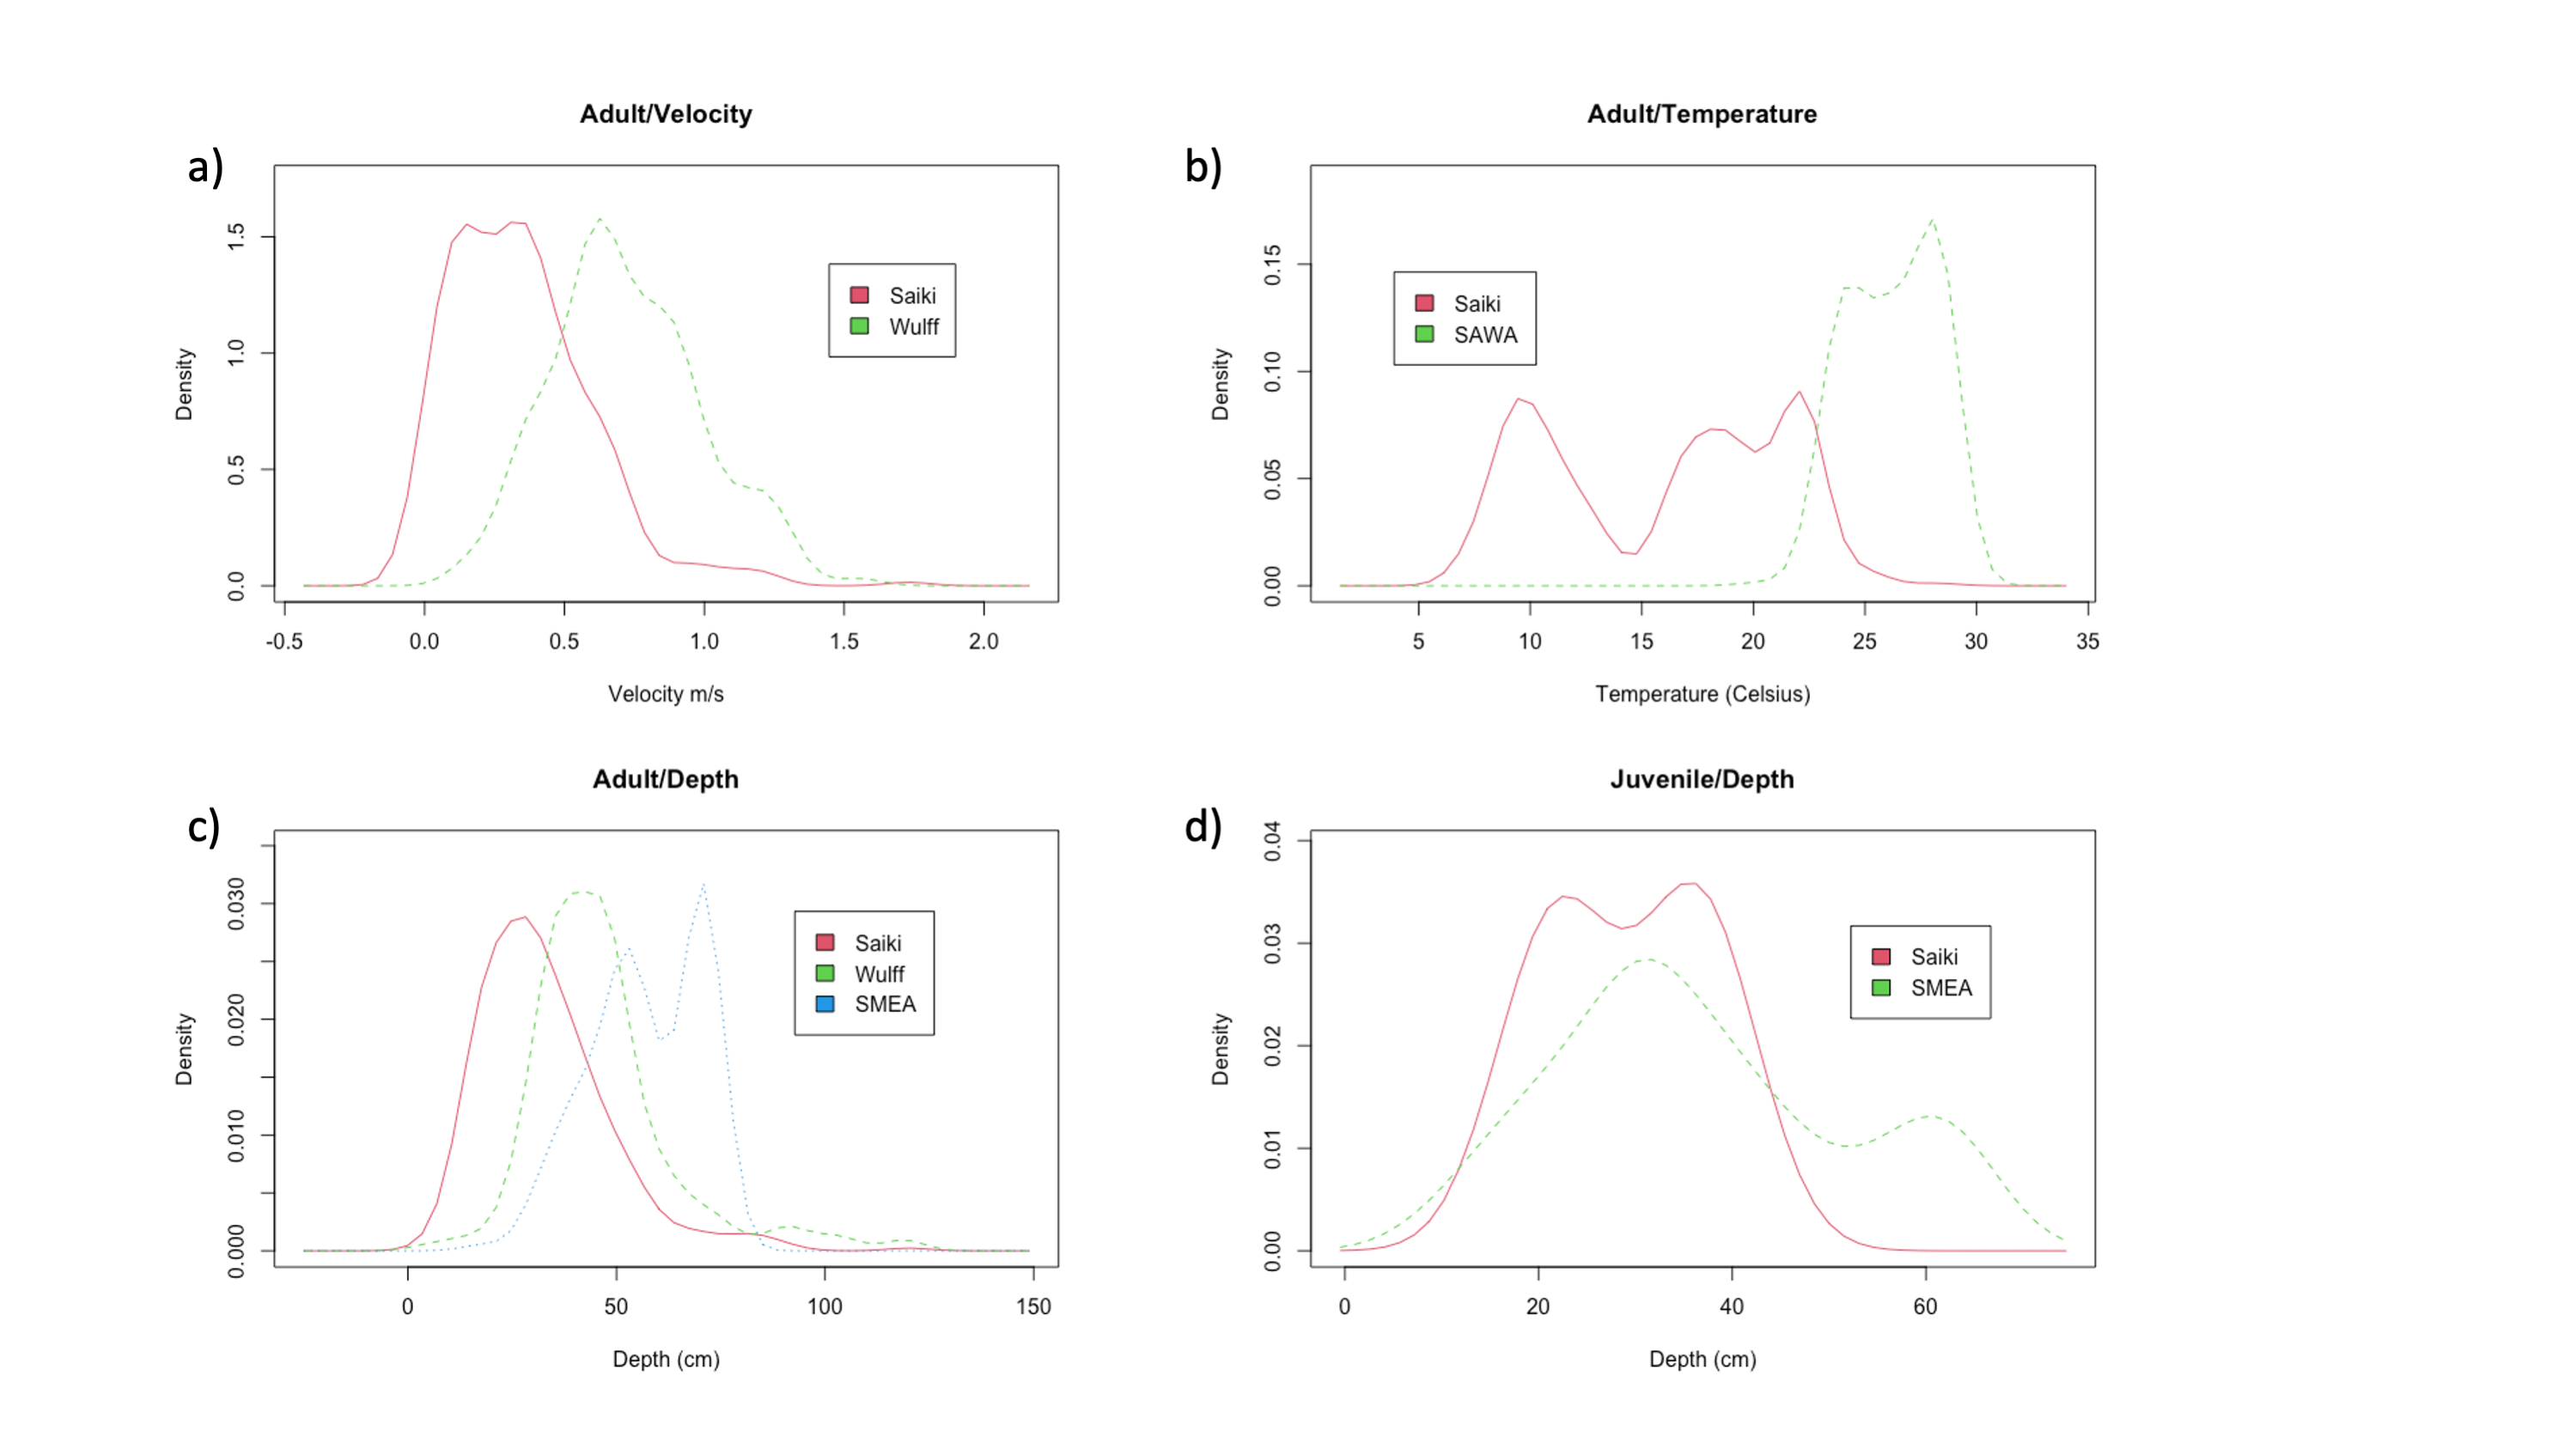 Adult/Velocity
a)
Density
0.0
0.5
1.0
1.5
Saiki
Wulff
-0.5 0.0 0.5 1.0 1.5 2.0
Velocity m/s
Adult/Temperature
b)
Density
0.00
0.05
0.10
0.15
Saiki
SAWA
5 10 15 20 25 30 35
Temperature (Celsius)
Adult/Depth
c)
Density
0.000
0.010
0.020
0.030
Saiki
Wulff
SMEA
0 50 100 150
Depth (cm)
Juvenile/Depth
d)
Density
0.00
0.01
0.02
0.03
0.04
Saiki
SMEA
0 20 40 60
Depth (cm)